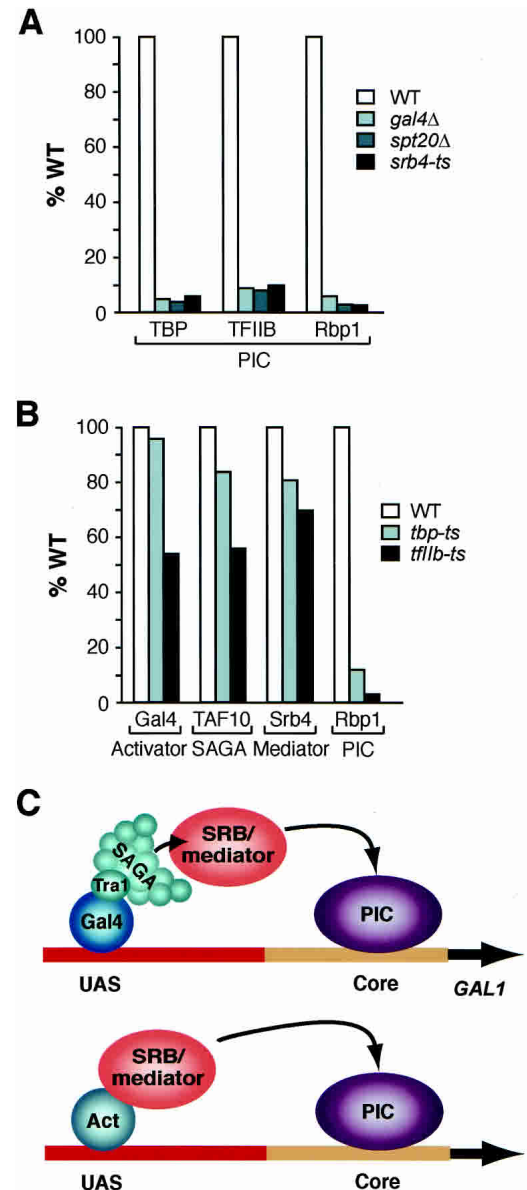 A
% WT
100
80
60
40
20
0
WT
gal4Δ
spt20Δ
srb4-ts
TBP TFIIB Rbp1
PIC
B
% WT
100
80
60
40
20
0
WT
tbp-ts
tfIIb-ts
Gal4 TAF10 Srb4 Rbp1
Activator SAGA Mediator PIC
C
SAGA
SRB/
mediator
Tra1
Gal4
PIC
UAS Core GAL1
SRB/
mediator
Act
PIC
UAS Core